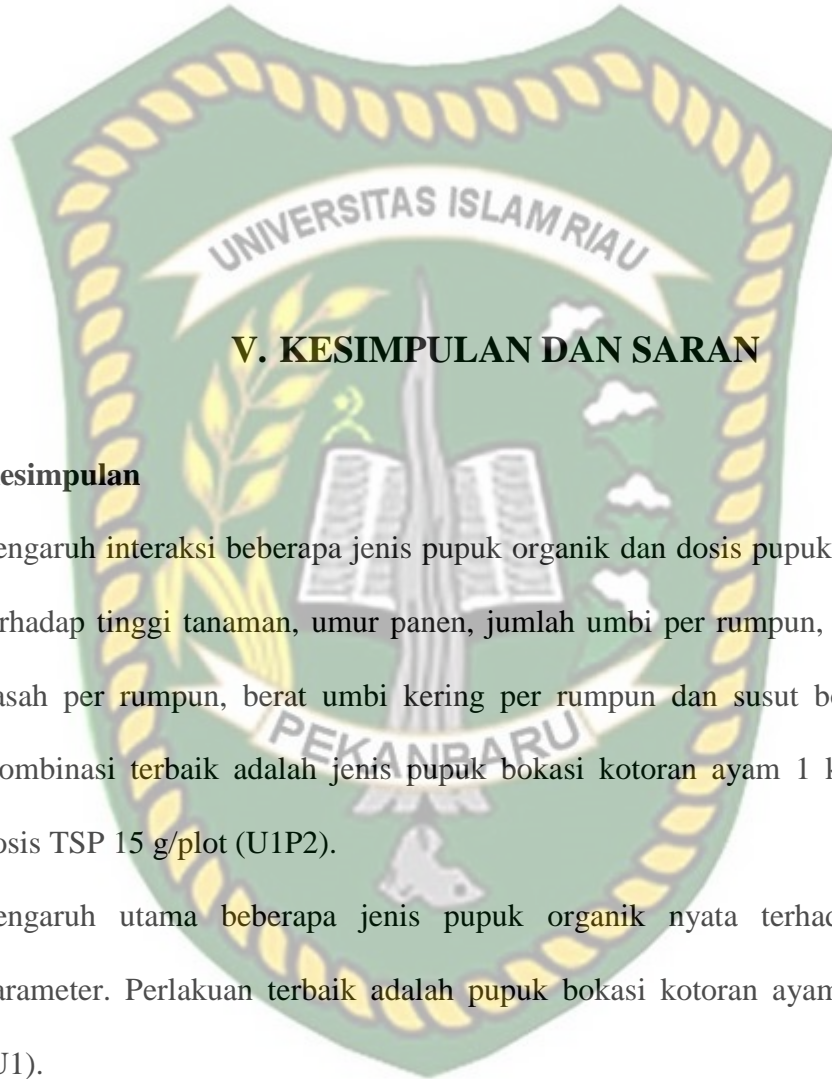 UNIVERSITAS ISLAM RIAU
V. KESIMPULAN DAN SARAN
esimpulan
engaruh interaksi beberapa jenis pupuk organik dan dosis pupuk
rhadap tinggi tanaman, umur panen, jumlah umbi per rumpun,
asah per rumpun, berat umbi kering per rumpun dan susut bo
PEKANBARU
ombinasi terbaik adalah jenis pupuk bokasi kotoran ayam 1 k
osis TSP 15 g/plot (U1P2).
engaruh utama beberapa jenis pupuk organik nyata terhad
arameter. Perlakuan terbaik adalah pupuk bokasi kotoran ayam
U1).